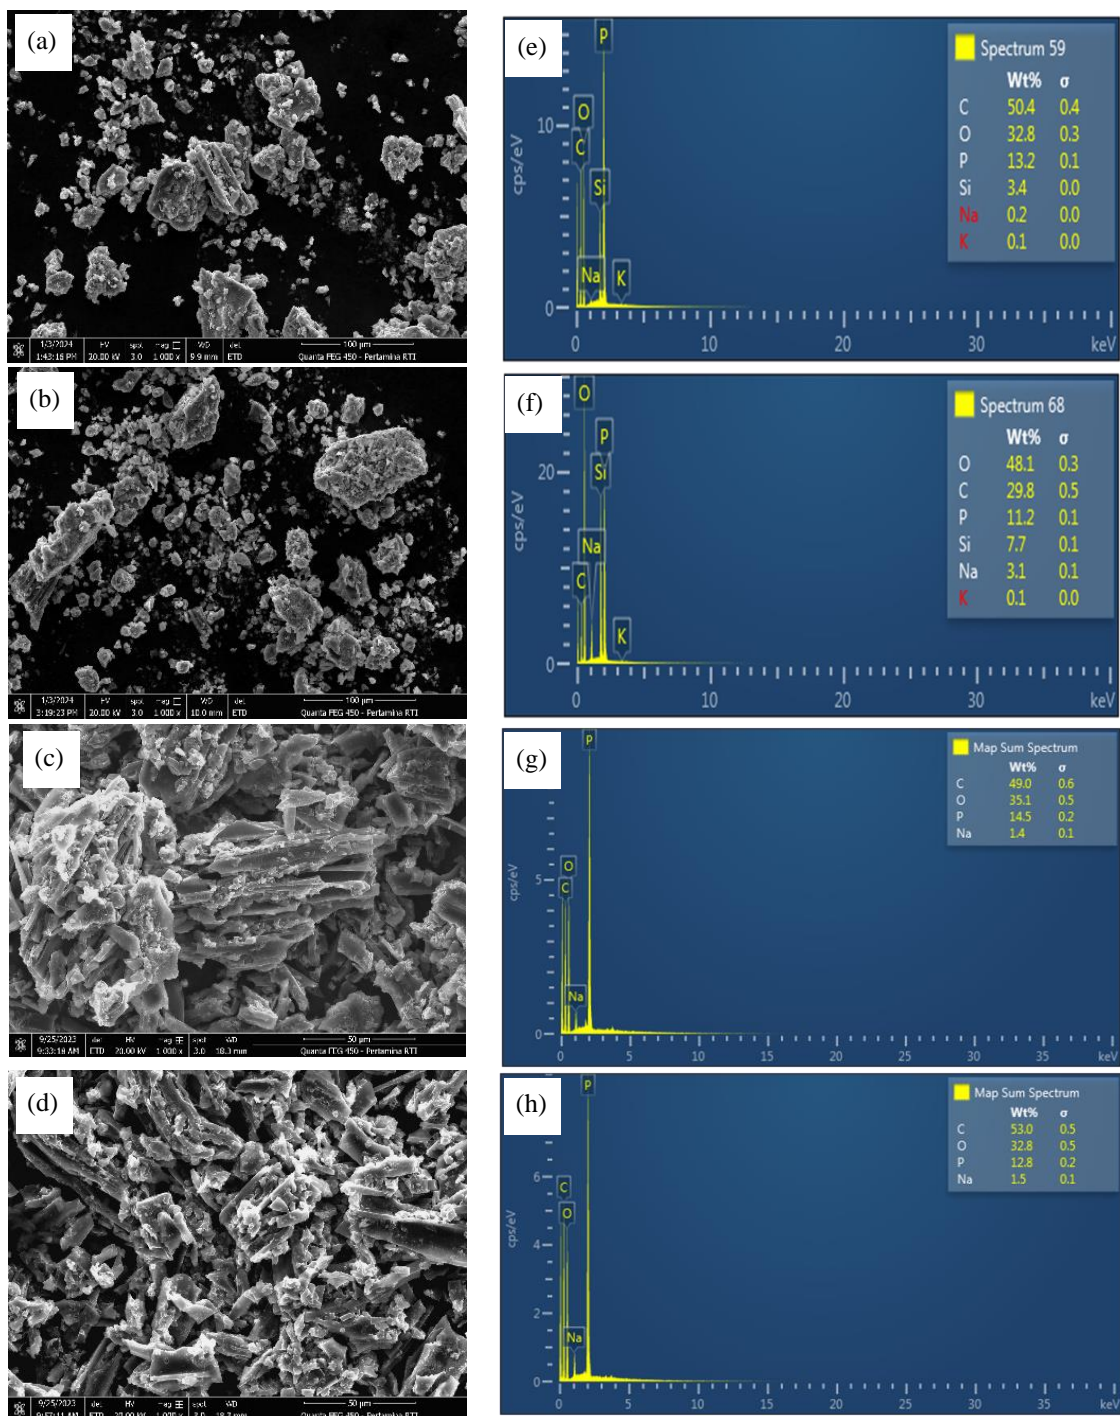 (a)
1/3/2024 HV spot mag WD det 100 µm
1:43:16 PM 20.00 kV 3.0 1 000 x 9.9 mm ETD Quanta FEG 450 - Pertamina RTI
(e)
P
O
C
Si
Na
K
10
0
cps/eV
0 10 20 30 keV
Spectrum 59
Wt% σ
C 50.4 0.4
O 32.8 0.3
P 13.2 0.1
Si 3.4 0.0
Na 0.2 0.0
K 0.1 0.0
(b)
1/3/2024 HV spot mag WD det 100 µm
3:19:23 PM 20.00 kV 3.0 1 000 x 10.0 mm ETD Quanta FEG 450 - Pertamina RTI
(f)
O
P
Si
Na
C
K
20
0
cps/eV
0 10 20 30 keV
Spectrum 68
Wt% σ
O 48.1 0.3
C 29.8 0.5
P 11.2 0.1
Si 7.7 0.1
Na 3.1 0.1
K 0.1 0.0
(c)
9/25/2023 det HV mag spot WD 50 µm
9:33:18 AM ETD 20.00 kV 1 000 x 3.0 18.3 mm Quanta FEG 450 - Pertamina RTI
(g)
P
O
C
Na
5
0
cps/eV
0 5 10 15 20 25 30 35 keV
Map Sum Spectrum
Wt% σ
C 49.0 0.6
O 35.1 0.5
P 14.5 0.2
Na 1.4 0.1
(d)
9/25/2023 det HV mag spot WD 50 µm
(h)
P
C
O
Na
6
4
2
0
cps/eV
0 5 10 15 20 25 30 35 keV
Map Sum Spectrum
Wt% σ
C 53.0 0.5
O 32.8 0.5
P 12.8 0.2
Na 1.5 0.1